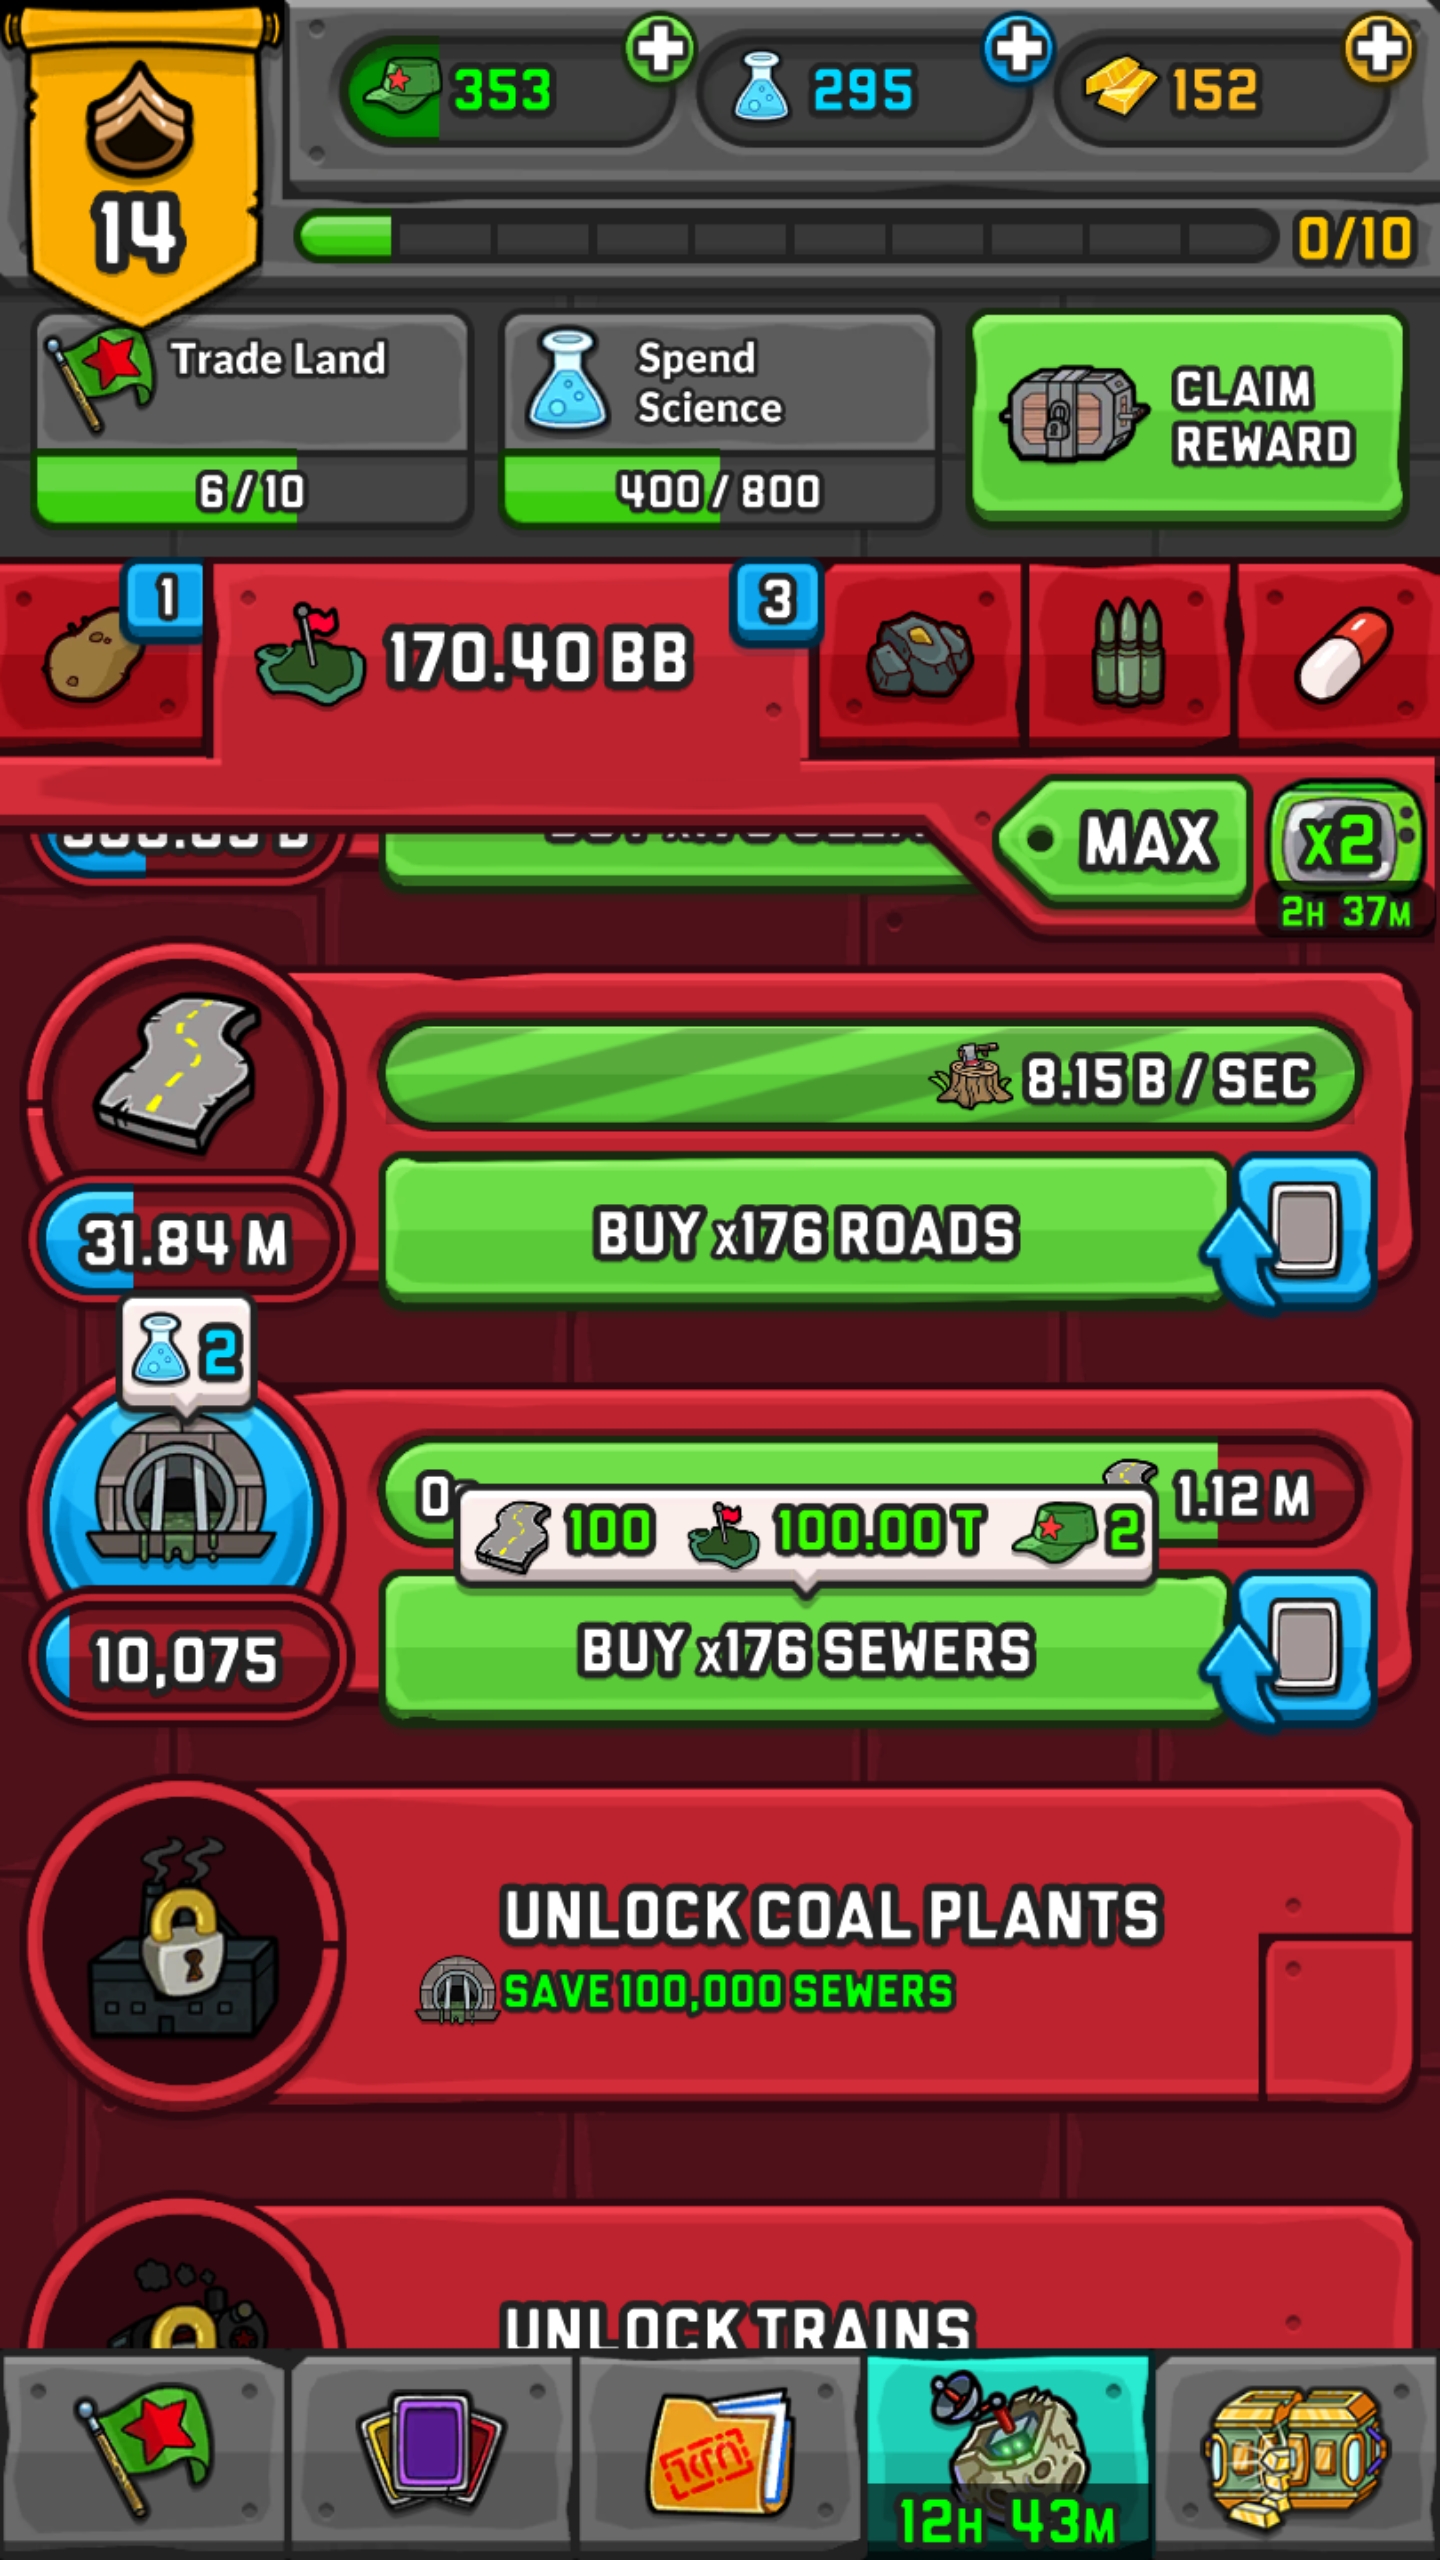 353
295
152
14
0/10
Trade Land
6/10
Spend
Science
400/800
CLAIM
REWARD
1
170.40 BB
3
MAX
x2
2H 37M
8.15 B / SEC
BUY x176 ROADS
31.84 M
2
0
1.12 M
100
100.00 T
2
BUY x176 SEWERS
10,075
UNLOCK COAL PLANTS
SAVE 100,000 SEWERS
UNLOCK TRAINS
12H 43M